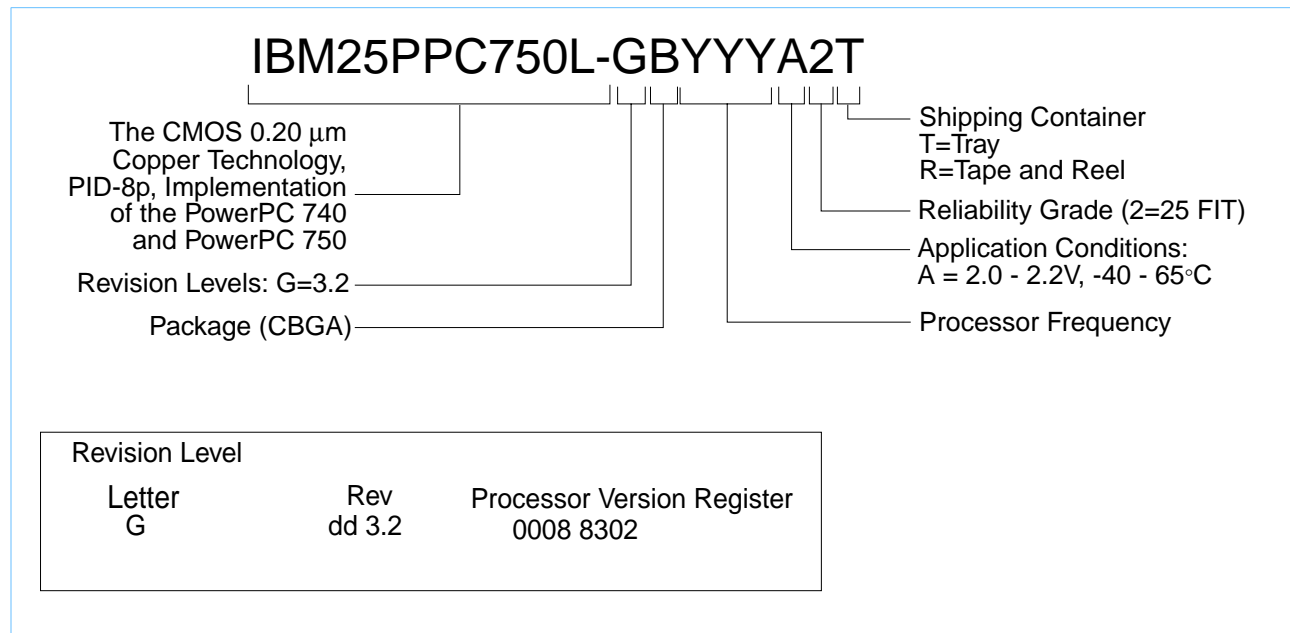 IBM25PPC750L-GBYYYA2T
The CMOS 0.20 μm
Copper Technology,
PID-8p, Implementation
of the PowerPC 740
and PowerPC 750
Revision Levels: G=3.2
Package (CBGA)
Shipping Container
T=Tray
R=Tape and Reel
Reliability Grade (2=25 FIT)
Application Conditions:
A = 2.0 - 2.2V, -40 - 65°C
Processor Frequency
Revision Level
Letter Rev Processor Version Register
G dd 3.2 0008 8302